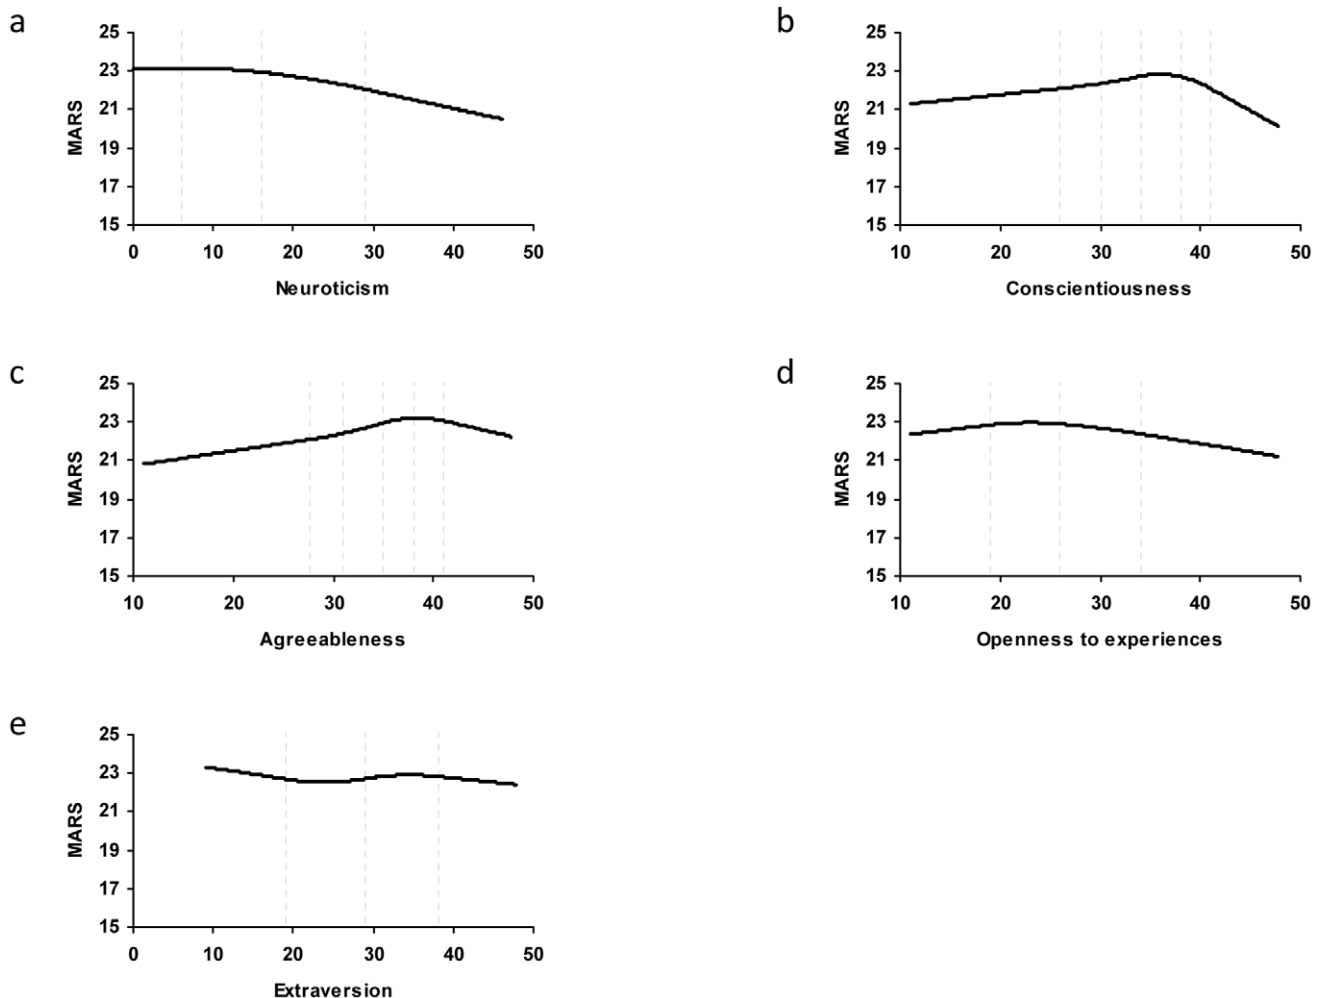 a
25
23
21
19
17
15
MARS
0 10 20 30 40 50
Neuroticism
b
25
23
21
19
17
15
MARS
10 20 30 40 50
Conscientiousness
c
25
23
21
19
17
15
MARS
10 20 30 40 50
Agreeableness
d
25
23
21
19
17
15
MARS
10 20 30 40 50
Openness to experiences
e
25
23
21
19
17
15
MARS
0 10 20 30 40 50
Extraversion